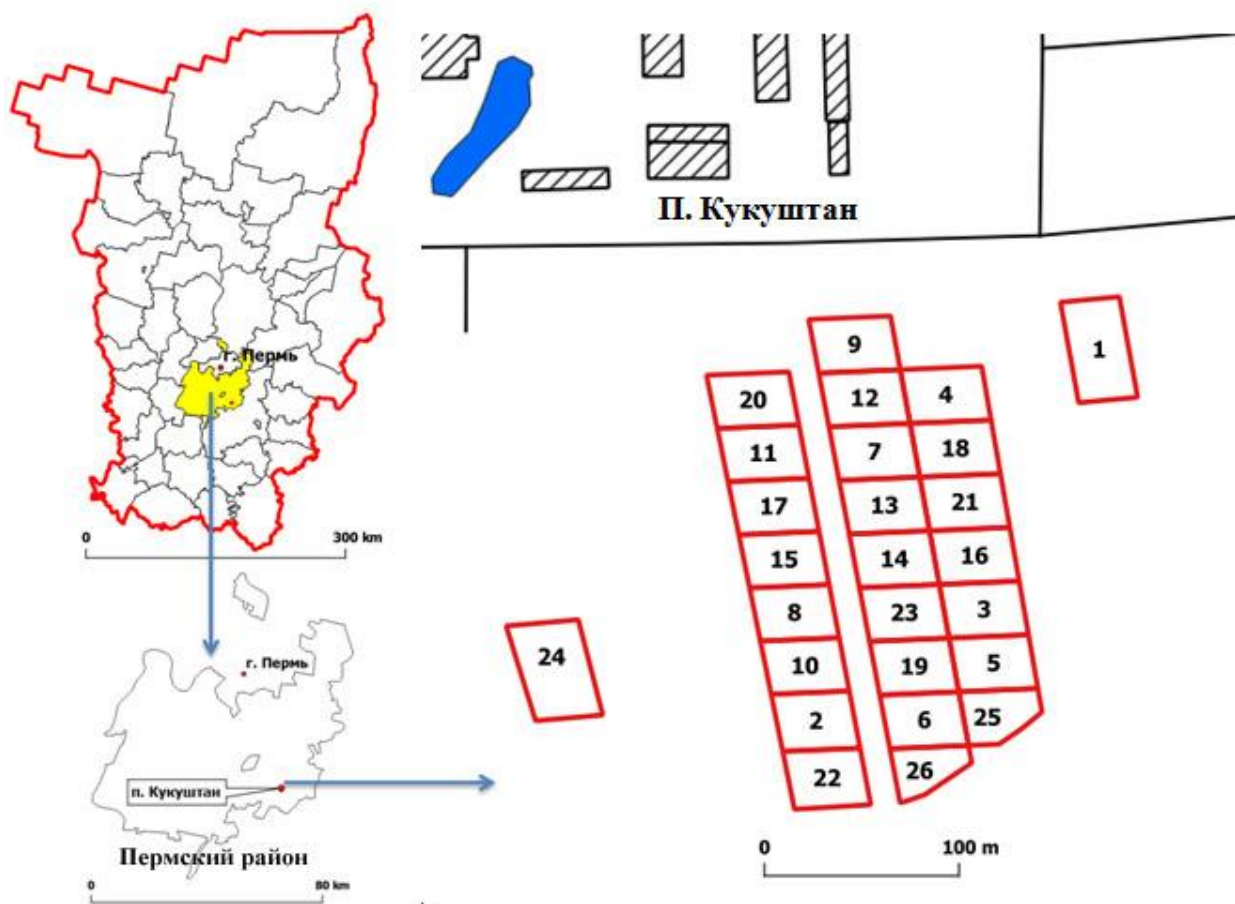 г. Пермь
0 300 km
г. Пермь
п. Кукуштан
Пермский район
0 80 km
П. Кукуштан
1
9
20 12 4
11 7 18
17 13 21
15 14 16
8 23 3
24
10 19 5
2 6 25
22 26
0 100 m